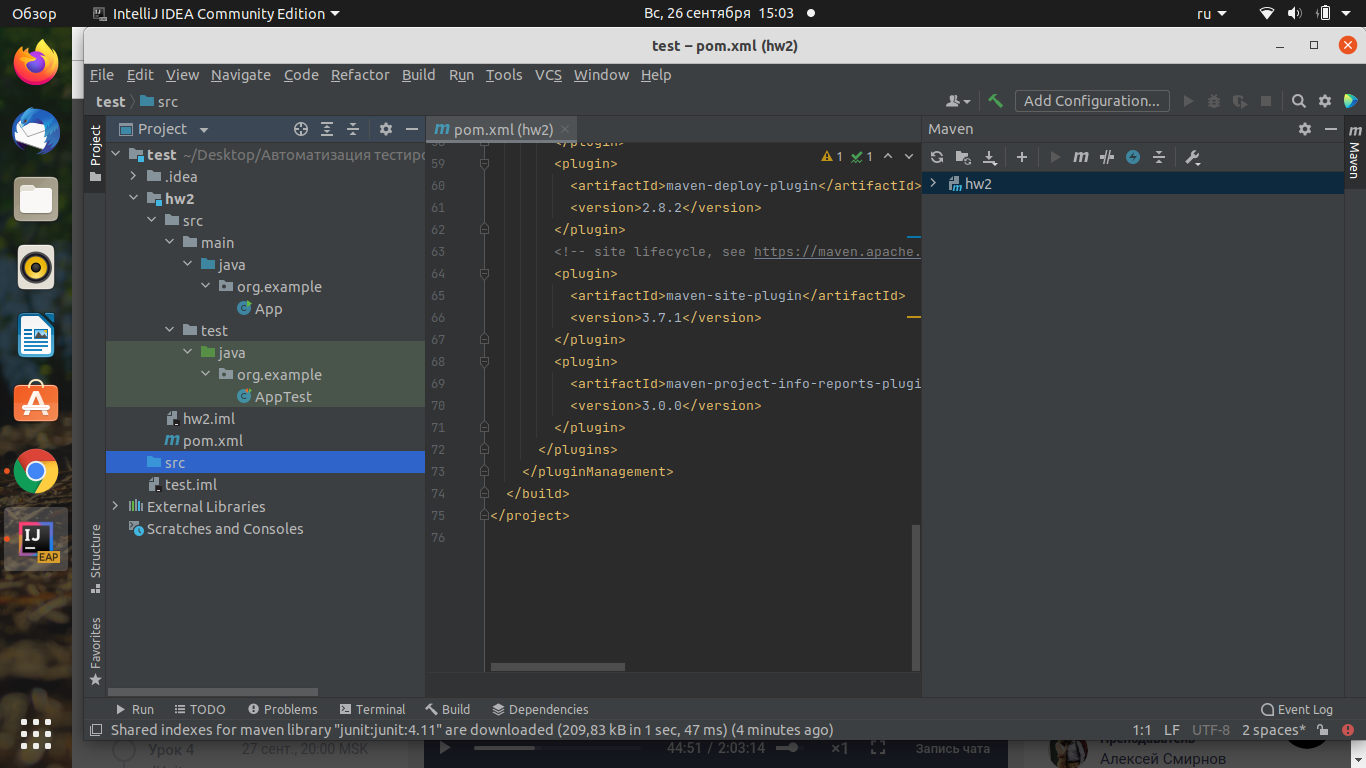 Обзор
IntelliJ IDEA Community Edition
Вс, 26 сентября 15:03
ru
test – pom.xml (hw2)
File Edit View Navigate Code Refactor Build Run Tools VCS Window Help
test
src
Add Configuration...
Project
Project
pom.xml (hw2)
Maven
Maven
test ~/Desktop/Автоматизация тестиро
.idea
hw2
src
main
java
org.example
App
test
java
org.example
AppTest
hw2.iml
pom.xml
src
test.iml
External Libraries
Scratches and Consoles
1 1
58 </plugin>
59 <plugin>
60 <artifactId>maven-deploy-plugin</artifactId>
61 <version>2.8.2</version>
62 </plugin>
63 <!-- site lifecycle, see https://maven.apache.
64 <plugin>
65 <artifactId>maven-site-plugin</artifactId>
66 <version>3.7.1</version>
67 </plugin>
68 <plugin>
69 <artifactId>maven-project-info-reports-plugi
70 <version>3.0.0</version>
71 </plugin>
72 </plugins>
73 </pluginManagement>
74 </build>
75 </project>
76
hw2
Structure
Favorites
IJ
EAP
Run TODO Problems Terminal Build Dependencies
Event Log
Shared indexes for maven library "junit:junit:4.11" are downloaded (209,83 kB in 1 sec, 47 ms) (4 minutes ago)
1:1 LF UTF-8 2 spaces*
Урок 4
27 сент., 20:00 MSK
44:51 / 2:03:14
×1
Запись чата
Преподаватель
Алексей Смирнов